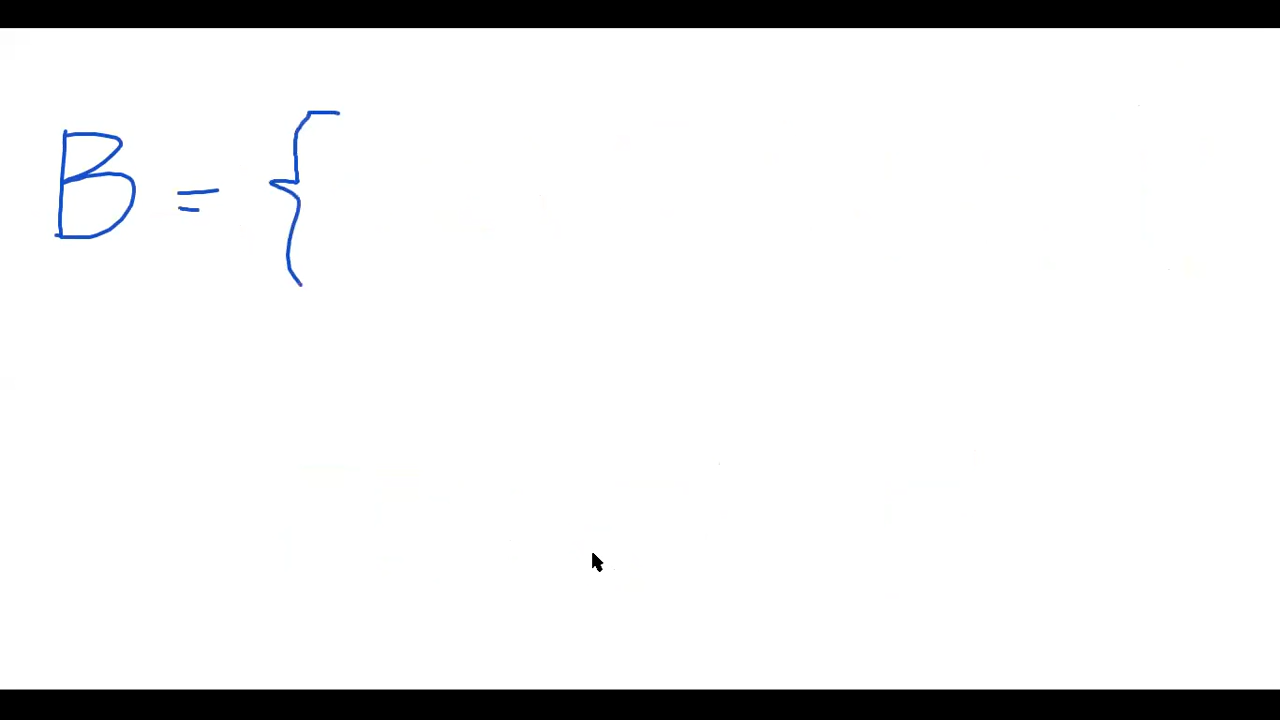 B = {